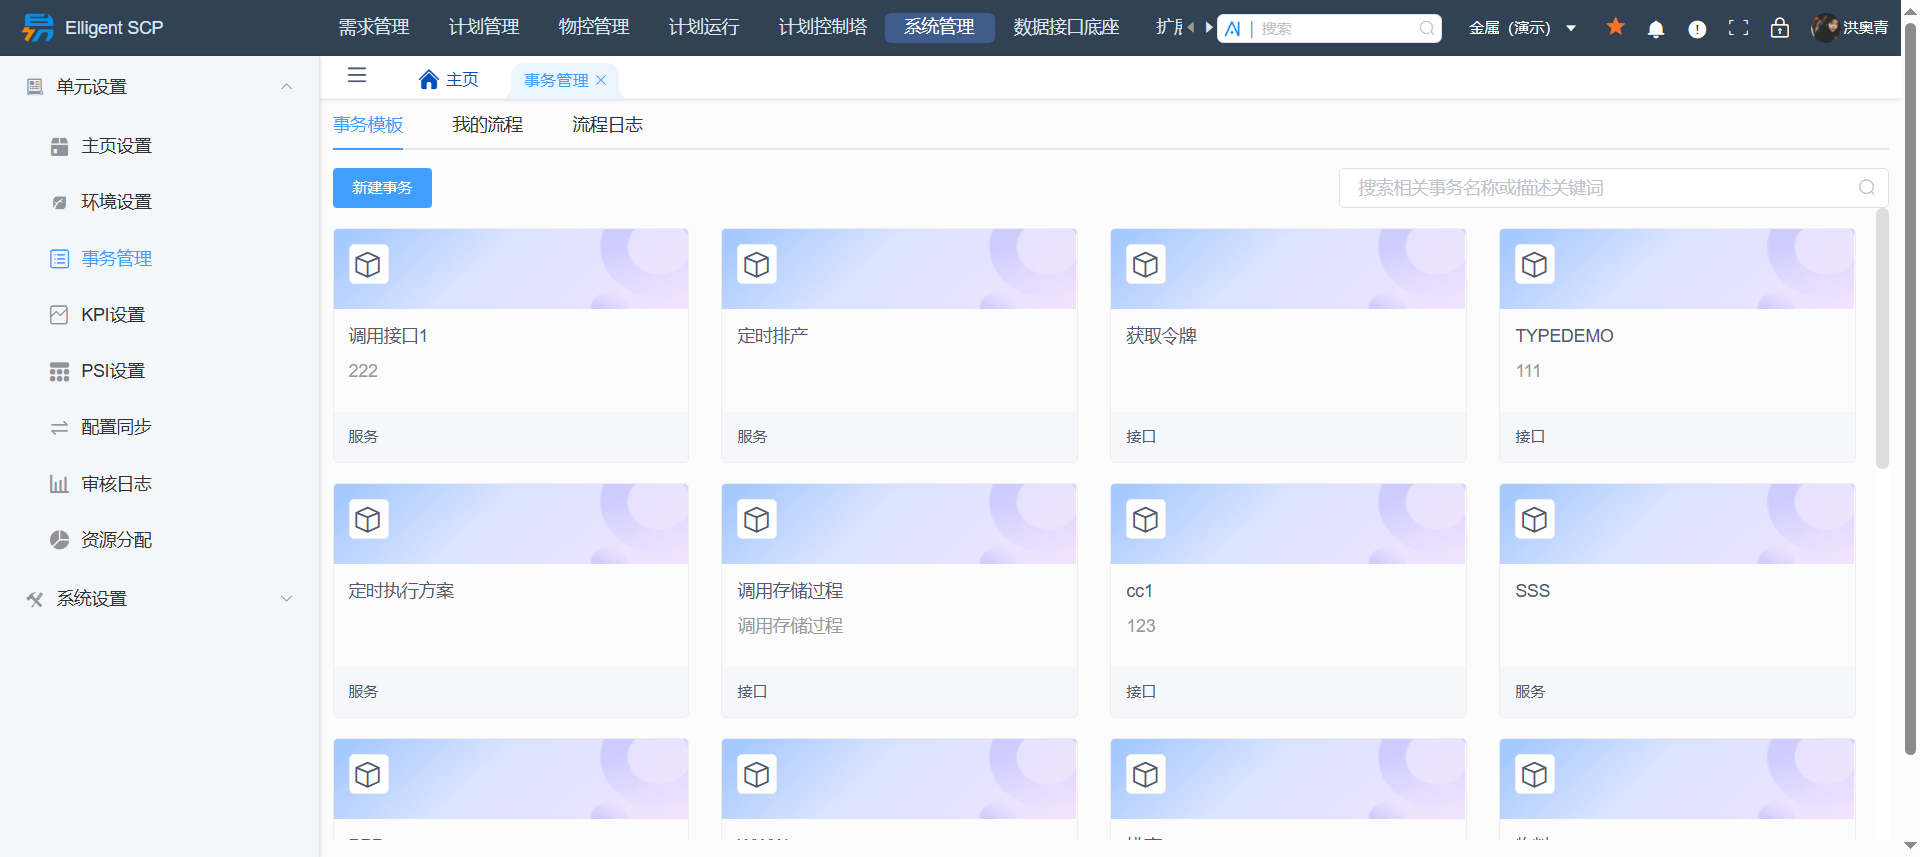 Elligent SCP
需求管理
计划管理
物控管理
计划运行
计划控制塔
系统管理
数据接口底座
AI | 搜索
金属（演示）
洪奥青
单元设置
主页设置
环境设置
事务管理
KPI设置
PSI设置
配置同步
审核日志
资源分配
系统设置
主页
事务管理
事务模板
我的流程
流程日志
新建事务
搜索相关事务名称或描述关键词
调用接口1
222
服务
定时排产
服务
获取令牌
接口
TYPEDEMO
111
接口
定时执行方案
服务
调用存储过程
调用存储过程
接口
cc1
123
接口
SSS
服务